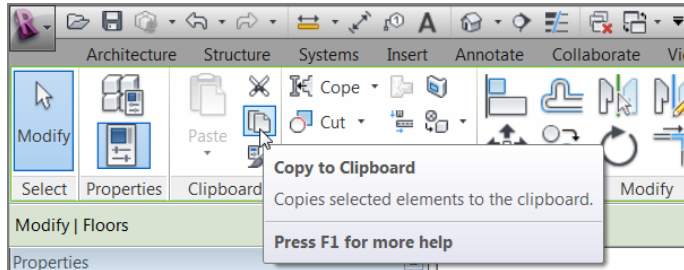 A
Architecture Structure Systems Insert Annotate Collaborate Vi
Modify
Paste
Cope
Cut
Select Properties Clipboard Modify
Copy to Clipboard
Copies selected elements to the clipboard.
Press F1 for more help
Modify | Floors
Properties